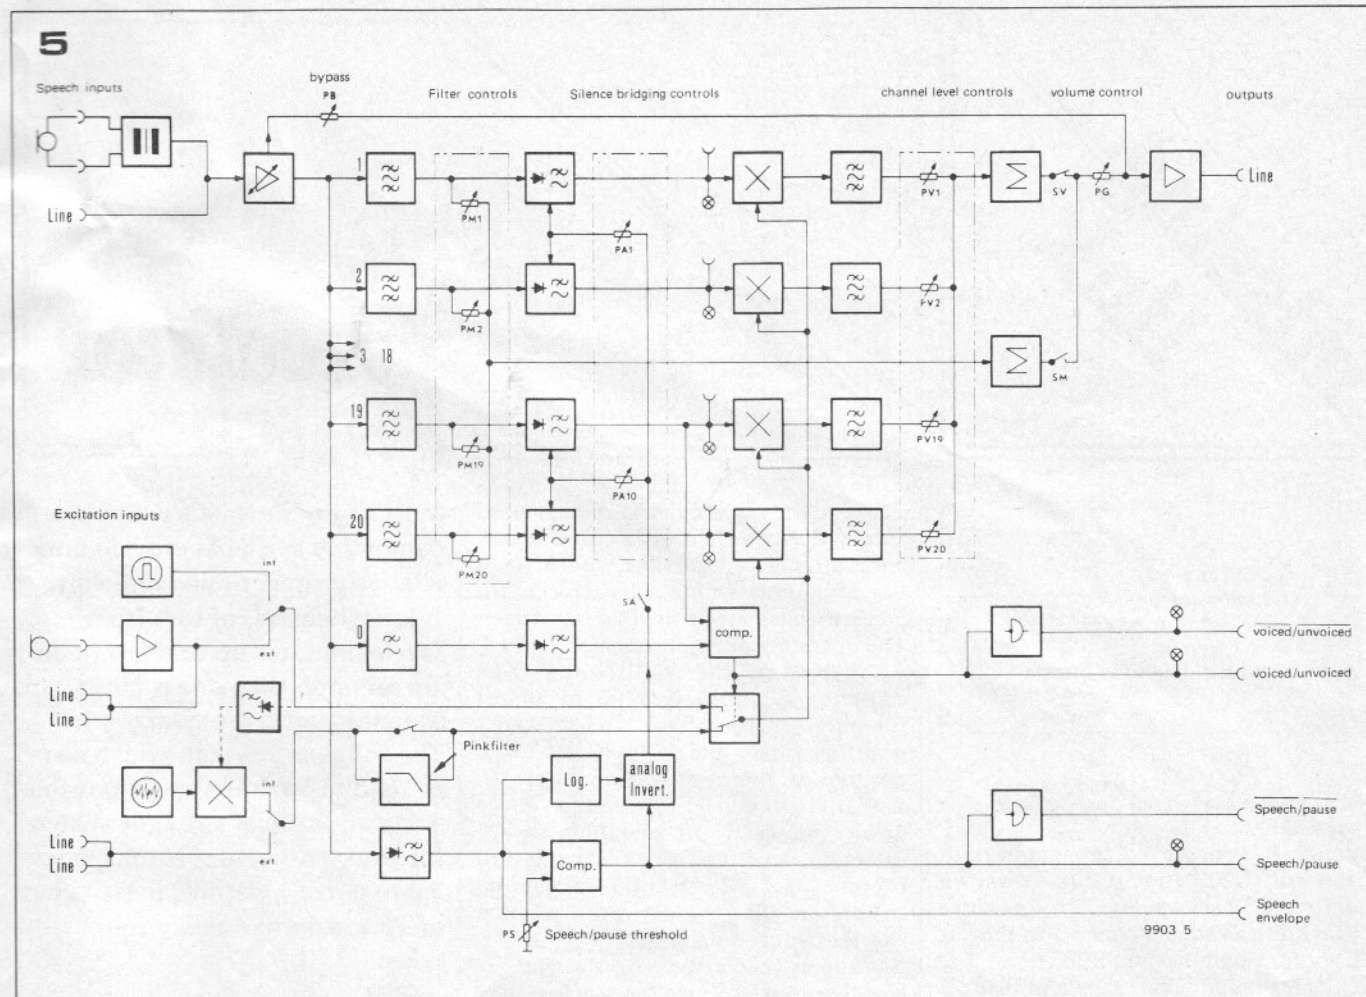 5
Speech inputs
bypass
PB
Filter controls
Silence bridging controls
channel level controls
volume control
outputs
1
Line
PM1
PA1
PV1
SV
PG
Line
2
PM2
PV2
3 18
SM
19
PM19
PA10
PV19
Excitation inputs
20
PM20
PV20
int.
SA
0
comp.
voiced/unvoiced
ext.
voiced/unvoiced
Line
Line
Pinkfilter
Log.
analog
Invert.
int.
Speech/pause
Line
Line
ext.
Comp.
Speech/pause
Speech
envelope
PS
Speech/pause threshold
9903 5